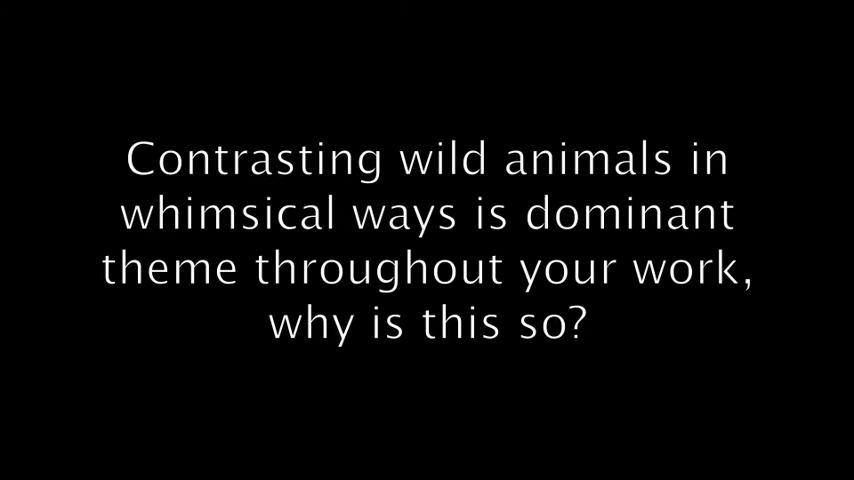 Contrasting wild animals in
whimsical ways is dominant
theme throughout your work,
why is this so?